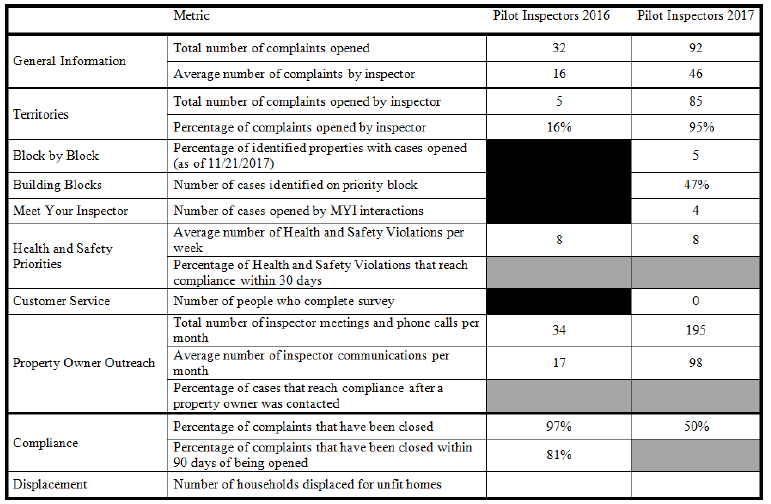 Metric Pilot Inspectors 2016 Pilot Inspectors 2017
General Information
Total number of complaints opened 32 92
Average number of complaints by inspector 16 46
Territories
Total number of complaints opened by inspector 5 85
Percentage of complaints opened by inspector 16% 95%
Block by Block
Percentage of identified properties with cases opened
(as of 11/21/2017) 5
Building Blocks Number of cases identified on priority block 47%
Meet Your Inspector Number of cases opened by MYI interactions 4
Health and Safety
Priorities
Average number of Health and Safety Violations per
week 8 8
Percentage of Health and Safety Violations that reach
compliance within 30 days
Customer Service Number of people who complete survey 0
Property Owner Outreach
Total number of inspector meetings and phone calls per
month 34 195
Average number of inspector communications per
month 17 98
Percentage of cases that reach compliance after a
property owner was contacted
Compliance
Percentage of complaints that have been closed 97% 50%
Percentage of complaints that have been closed within
90 days of being opened 81%
Displacement Number of households displaced for unfit homes